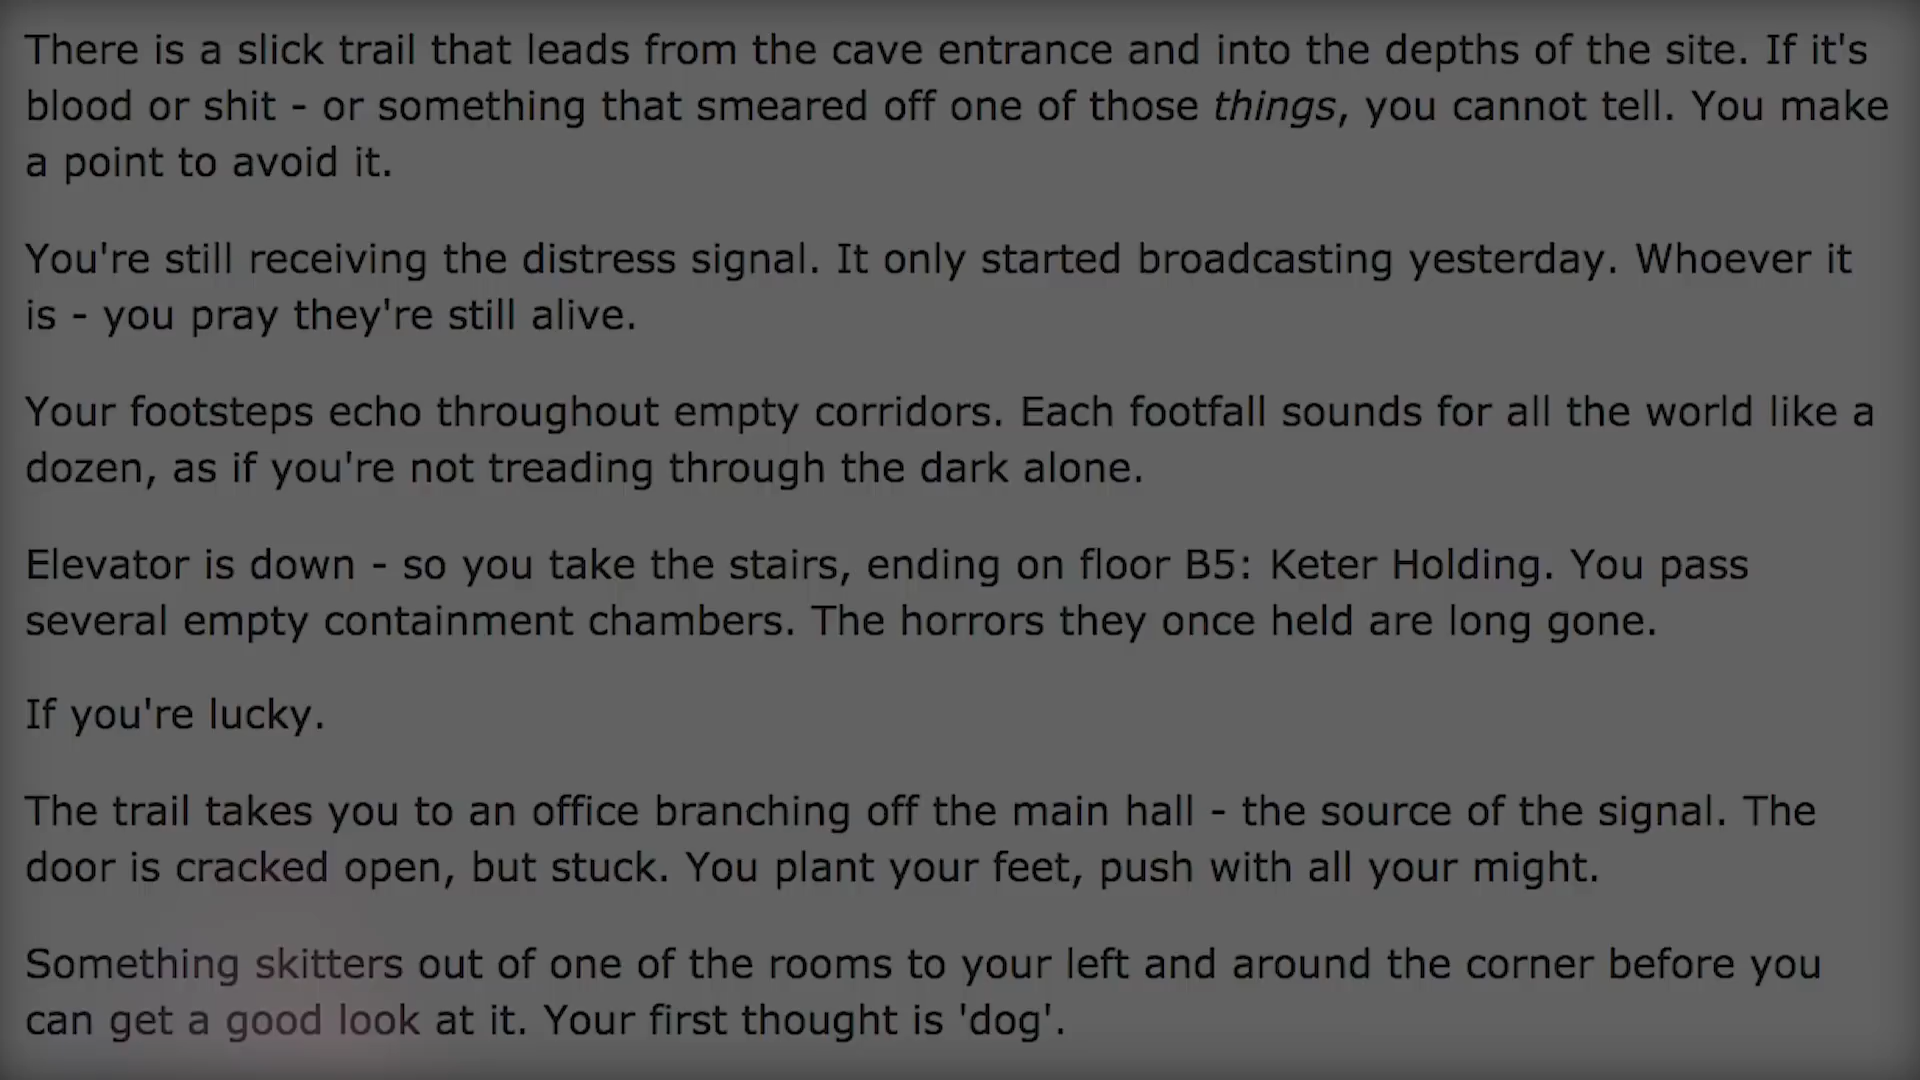 There is a slick trail that leads from the cave entrance and into the depths of the site. If it's
blood or shit - or something that smeared off one of those things, you cannot tell. You make
a point to avoid it.
You're still receiving the distress signal. It only started broadcasting yesterday. Whoever it
is - you pray they're still alive.
Your footsteps echo throughout empty corridors. Each footfall sounds for all the world like a
dozen, as if you're not treading through the dark alone.
Elevator is down - so you take the stairs, ending on floor B5: Keter Holding. You pass
several empty containment chambers. The horrors they once held are long gone.
If you're lucky.
The trail takes you to an office branching off the main hall - the source of the signal. The
door is cracked open, but stuck. You plant your feet, push with all your might.
Something skitters out of one of the rooms to your left and around the corner before you
can get a good look at it. Your first thought is 'dog'.